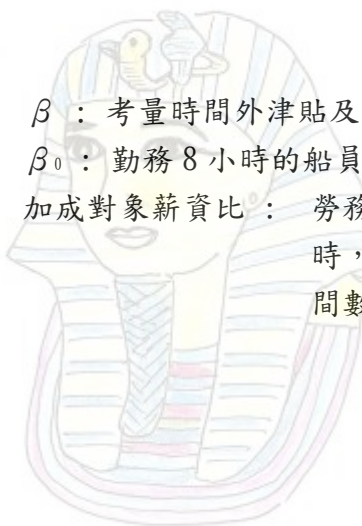 β : 考量時間外津貼及
β₀ : 勤務8小時的船員
加成對象薪資比 : 勞務
時,
間數